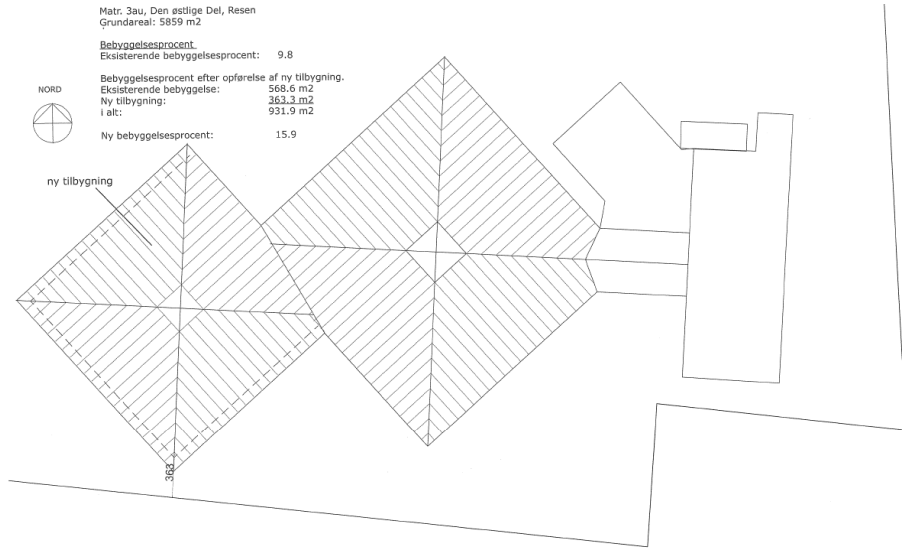 Matr. 3au, Den østlige Del, Resen
Grundareal: 5859 m2
Bebyggelsesprocent
Eksisterende bebyggelsesprocent: 9.8
Bebyggelsesprocent efter opførelse af ny tilbygning.
Eksisterende bebyggelse: 568.6 m2
Ny tilbygning: 363.3 m2
i alt: 931.9 m2
Ny bebyggelsesprocent: 15.9
NORD
ny tilbygning
363